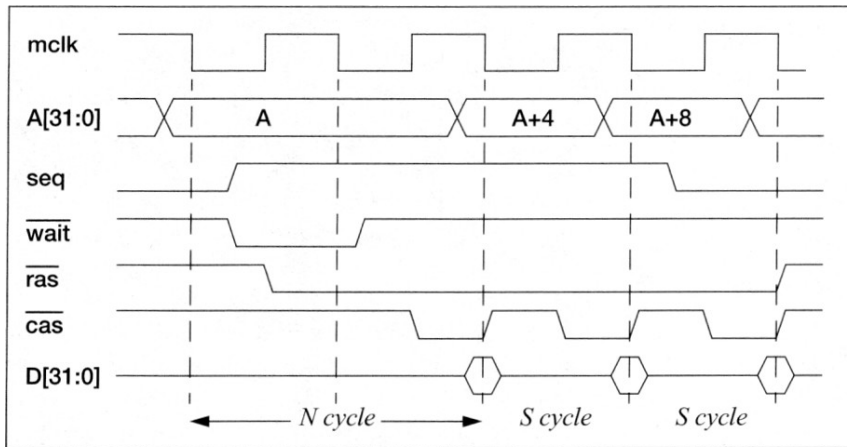 mclk
A[31:0] A A+4 A+8
seq
wait
ras
cas
D[31:0]
N cycle S cycle S cycle